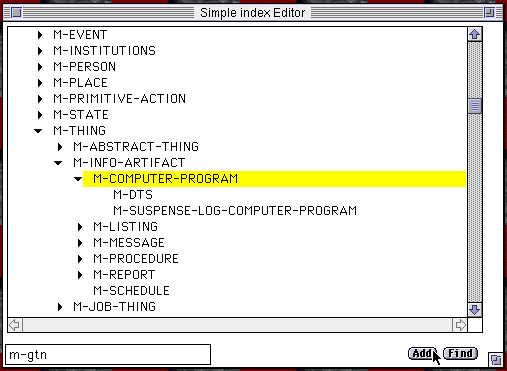 Simple index Editor
M-EVENT
M-INSTITUTIONS
M-PERSON
M-PLACE
M-PRIMITIVE-ACTION
M-STATE
M-THING
M-ABSTRACT-THING
M-INFO-ARTIFACT
M-COMPUTER-PROGRAM
M-DTS
M-SUSPENSE-LOG-COMPUTER-PROGRAM
M-LISTING
M-MESSAGE
M-PROCEDURE
M-REPORT
M-SCHEDULE
M-JOB-THING
m-gtn Add Find